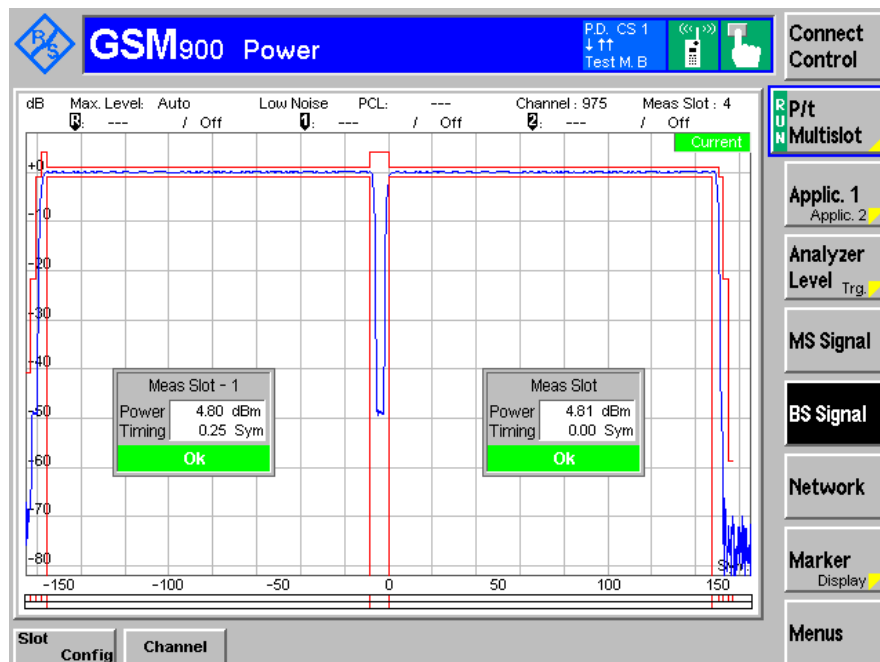 R/S
GSM900 Power
P.D. CS 1
↓ ↑↑
Test M. B
Connect Control
RUN
P/t Multislot
Applic. 1
Applic. 2
Analyzer Level Trg.
MS Signal
BS Signal
Network
Marker
Display
Menus
dB Max. Level: Auto Low Noise PCL: --- Channel : 975 Meas Slot : 4
R: --- / Off 1: --- / Off 2: --- / Off
Current
+0
-10
-20
-30
-40
-50
-60
-70
-80
Meas Slot - 1
Power 4.80 dBm
Timing 0.25 Sym
Ok
Meas Slot
Power 4.81 dBm
Timing 0.00 Sym
Ok
-150 -100 -50 0 50 100 150
Slot Config
Channel